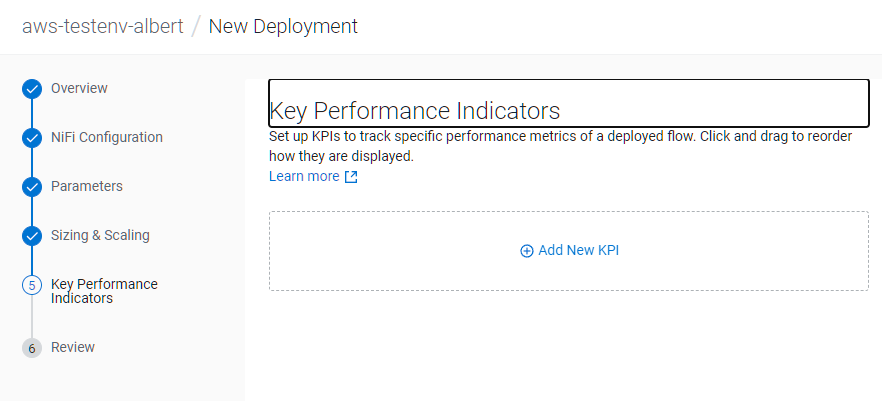 aws-testenv-albert / New Deployment
Overview
NiFi Configuration
Parameters
Sizing & Scaling
5 Key Performance
Indicators
6 Review
Key Performance Indicators
Set up KPIs to track specific performance metrics of a deployed flow. Click and drag to reorder
how they are displayed.
Learn more
Add New KPI